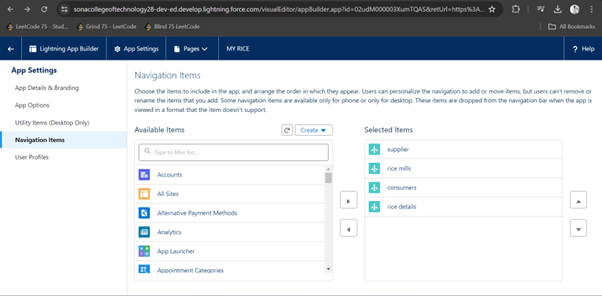 sonacollegeoftechnology28-dev-ed.develop.lightning.force.com/visualEditor/appBuilder.app?id=02udM000003XumTQAS&retUrl=https%3A...
LeetCode 75 - Stud... Grind 75 - LeetCode Blind 75 LeetCode All Bookmarks
Lightning App Builder App Settings Pages MY RICE ? Help
App Settings
App Details & Branding
App Options
Utility Items (Desktop Only)
Navigation Items
User Profiles
Navigation Items
Choose the items to include in the app, and arrange the order in which they appear. Users can personalize the navigation to add or move items, but users can't remove or
rename the items that you add. Some navigation items are available only for phone or only for desktop. These items are dropped from the navigation bar when the app is
viewed in a format that the item doesn't support.
Available Items
Create
Type to filter list...
Accounts
All Sites
Alternative Payment Methods
Analytics
App Launcher
Appointment Categories
Selected Items
supplier
rice mills
consumers
rice details